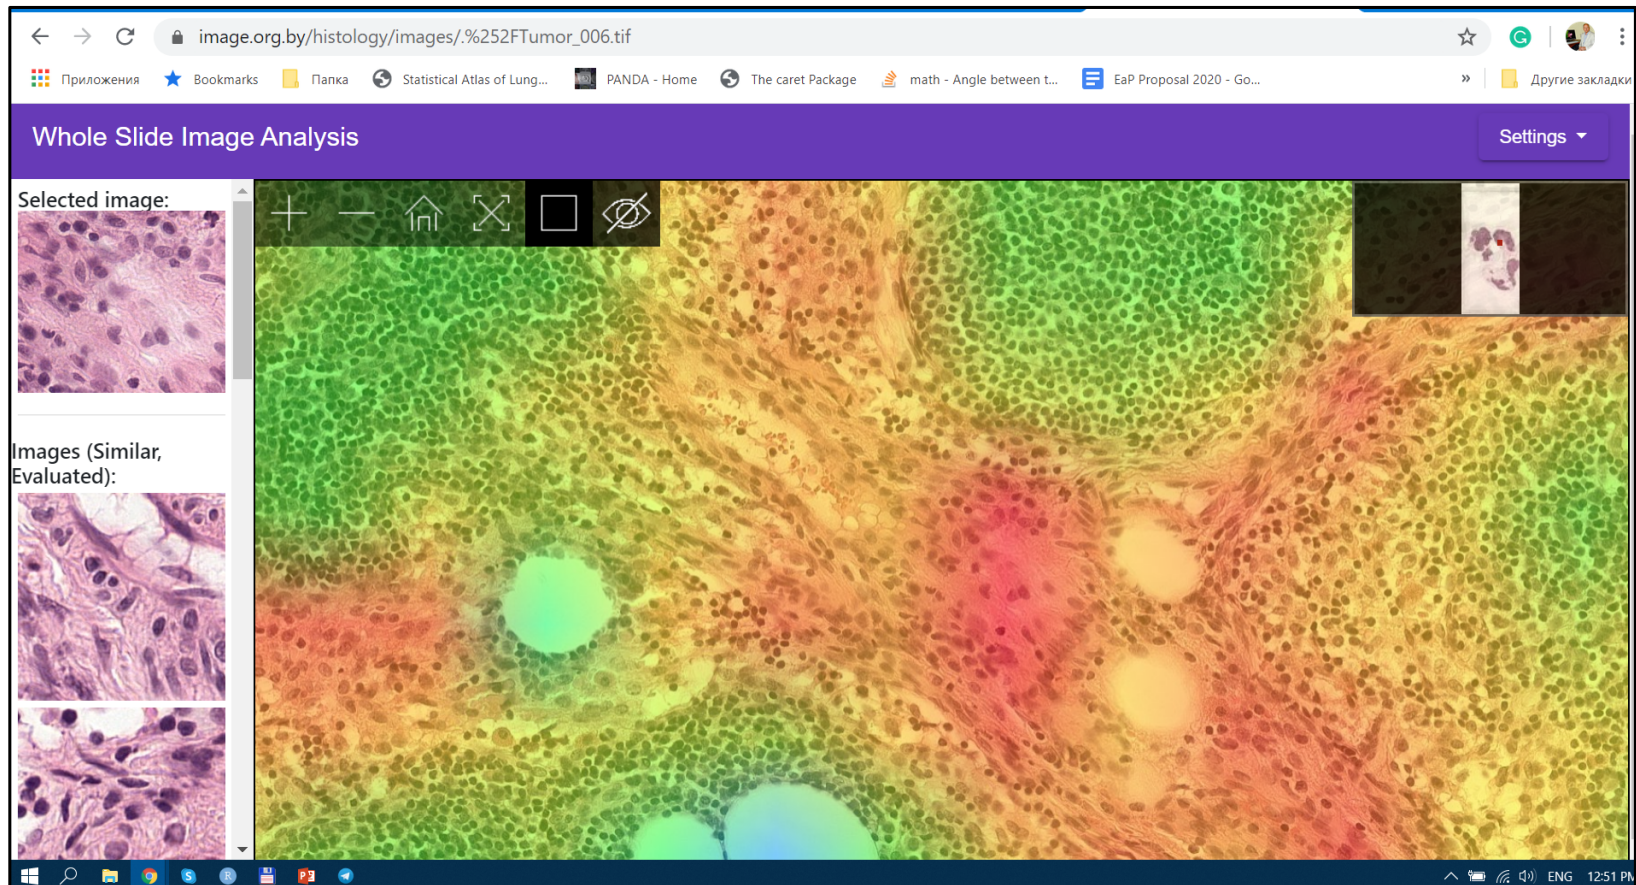 image.org.by/histology/images/.%252FTumor_006.tif
Приложения Bookmarks Папка Statistical Atlas of Lung... PANDA - Home The caret Package math - Angle between t... EaP Proposal 2020 - Go... » Другие закладки
Whole Slide Image Analysis
Settings
Selected image:
Images (Similar,
Evaluated):
ENG 12:51 PM